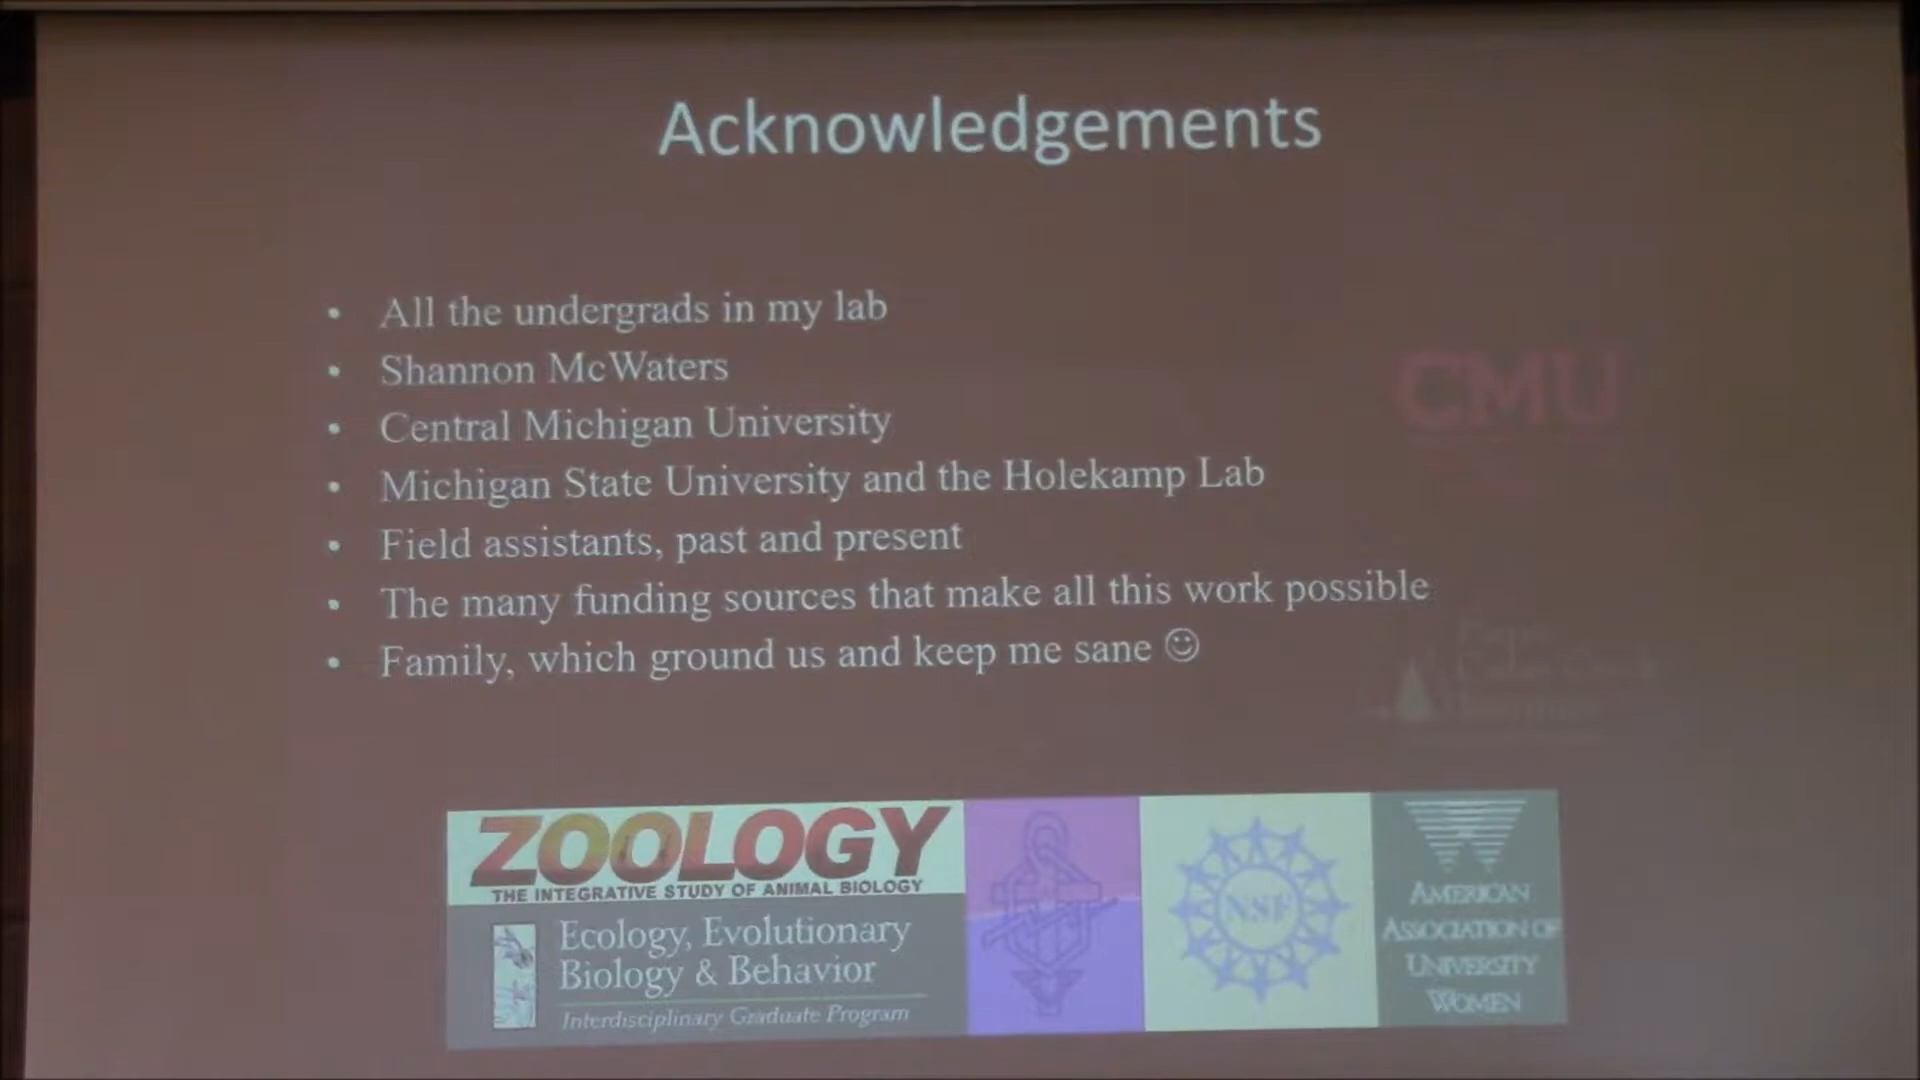 Acknowledgements
• All the undergrads in my lab
• Shannon McWaters
• Central Michigan University
• Michigan State University and the Holekamp Lab
• Field assistants, past and present
• The many funding sources that make all this work possible
• Family, which ground us and keep me sane ☺
CMU
ZOOLOGY
THE INTEGRATIVE STUDY OF ANIMAL BIOLOGY
Ecology, Evolutionary
Biology & Behavior
Interdisciplinary Graduate Program
NSF
AMERICAN
ASSOCIATION OF
UNIVERSITY
WOMEN